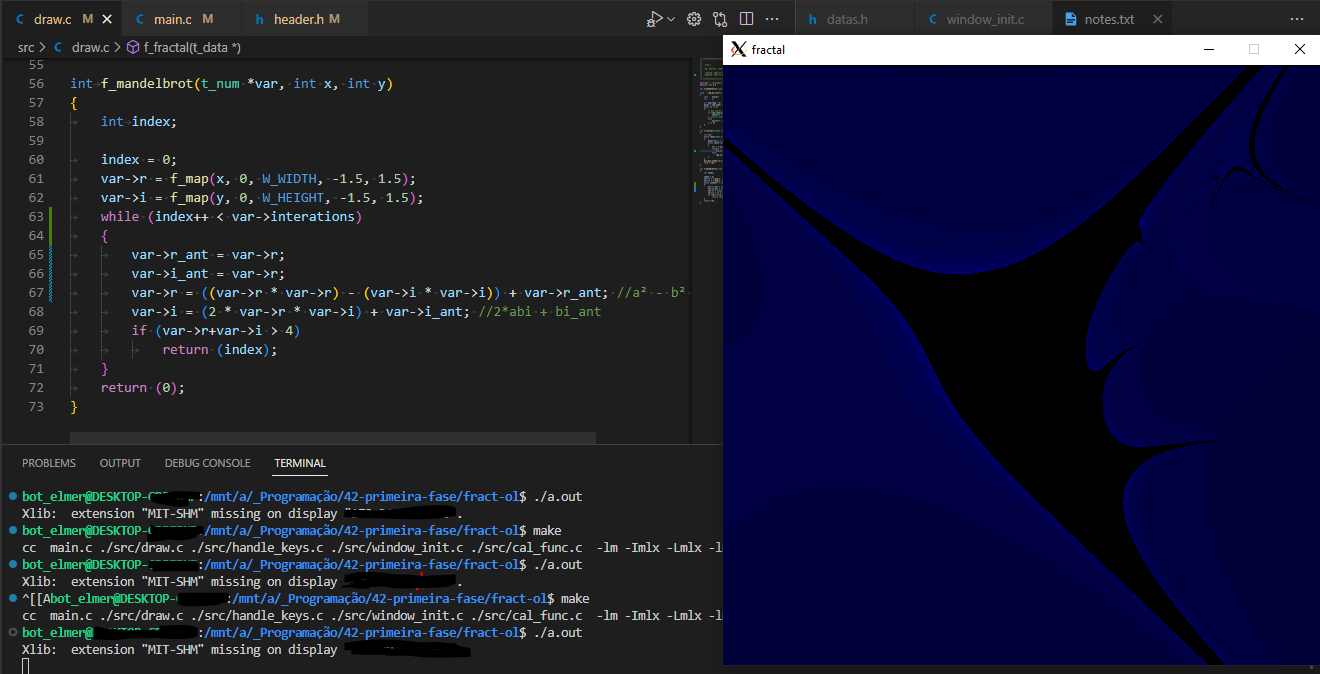 draw.c M
main.c M
header.h M
datas.h
window_init.c
notes.txt
src > draw.c > f_fractal(t_data *)
fractal
55
56 int f_mandelbrot(t_num *var, int x, int y)
57 {
58 int index;
59
60 index = 0;
61 var->r = f_map(x, 0, W_WIDTH, -1.5, 1.5);
62 var->i = f_map(y, 0, W_HEIGHT, -1.5, 1.5);
63 while (index++ < var->interations)
64 {
65 var->r_ant = var->r;
66 var->i_ant = var->r;
67 var->r = ((var->r * var->r) - (var->i * var->i)) + var->r_ant; //a² - b²
68 var->i = (2 * var->r * var->i) + var->i_ant; //2*abi + bi_ant
69 if (var->r+var->i > 4)
70 return (index);
71 }
72 return (0);
73 }
PROBLEMS OUTPUT DEBUG CONSOLE TERMINAL
bot_elmer@DESKTOP- :/mnt/a/_Programação/42-primeira-fase/fract-ol$ ./a.out
Xlib: extension "MIT-SHM" missing on display .
bot_elmer@DESKTOP- /mnt/a/_Programação/42-primeira-fase/fract-ol$ make
cc main.c ./src/draw.c ./src/handle_keys.c ./src/window_init.c ./src/cal_func.c -lm -Imlx -Lmlx -l
bot_elmer@DESKTOP- :/mnt/a/_Programação/42-primeira-fase/fract-ol$ ./a.out
Xlib: extension "MIT-SHM" missing on display .
^[[Abot_elmer@DESKTOP- :/mnt/a/_Programação/42-primeira-fase/fract-ol$ make
cc main.c ./src/draw.c ./src/handle_keys.c ./src/window_init.c ./src/cal_func.c -lm -Imlx -Lmlx -l
bot_elmer@ :/mnt/a/_Programação/42-primeira-fase/fract-ol$ ./a.out
Xlib: extension "MIT-SHM" missing on display